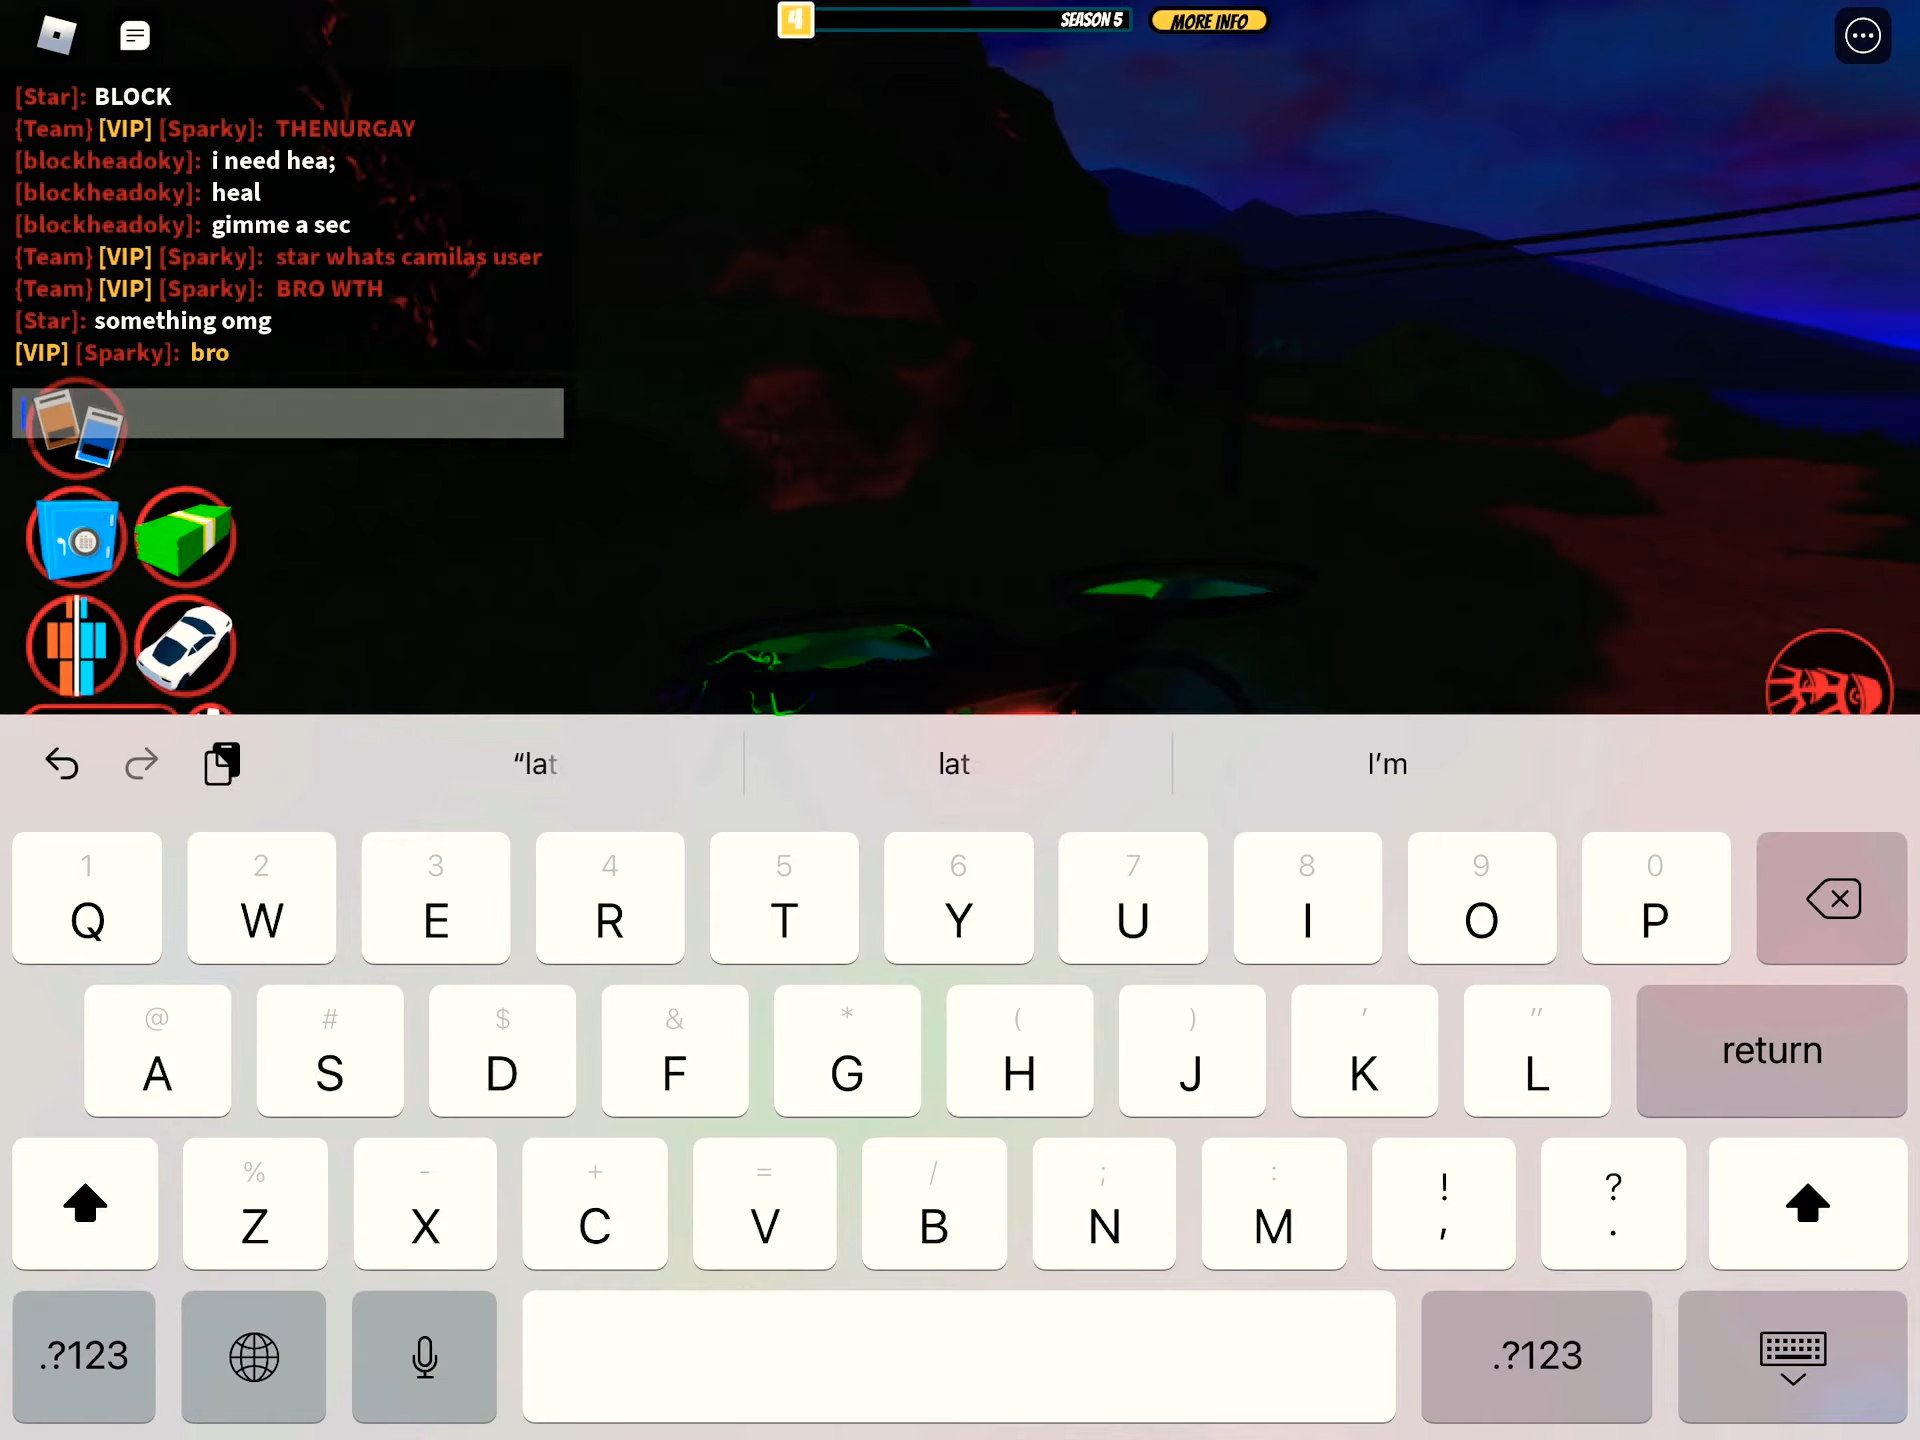 4 SEASON 5 MORE INFO
[Star]: BLOCK
{Team} [VIP] [Sparky]: THENURGAY
[blockheadoky]: i need hea;
[blockheadoky]: heal
[blockheadoky]: gimme a sec
{Team} [VIP] [Sparky]: star whats camilas user
{Team} [VIP] [Sparky]: BRO WTH
[Star]: something omg
[VIP] [Sparky]: bro
“lat lat I’m
1 2 3 4 5 6 7 8 9 0
Q W E R T Y U I O P
@ # $ & * ( ) ' "
A S D F G H J K L return
% - + = / ; : ! ?
Z X C V B N M , .
.?123 .?123